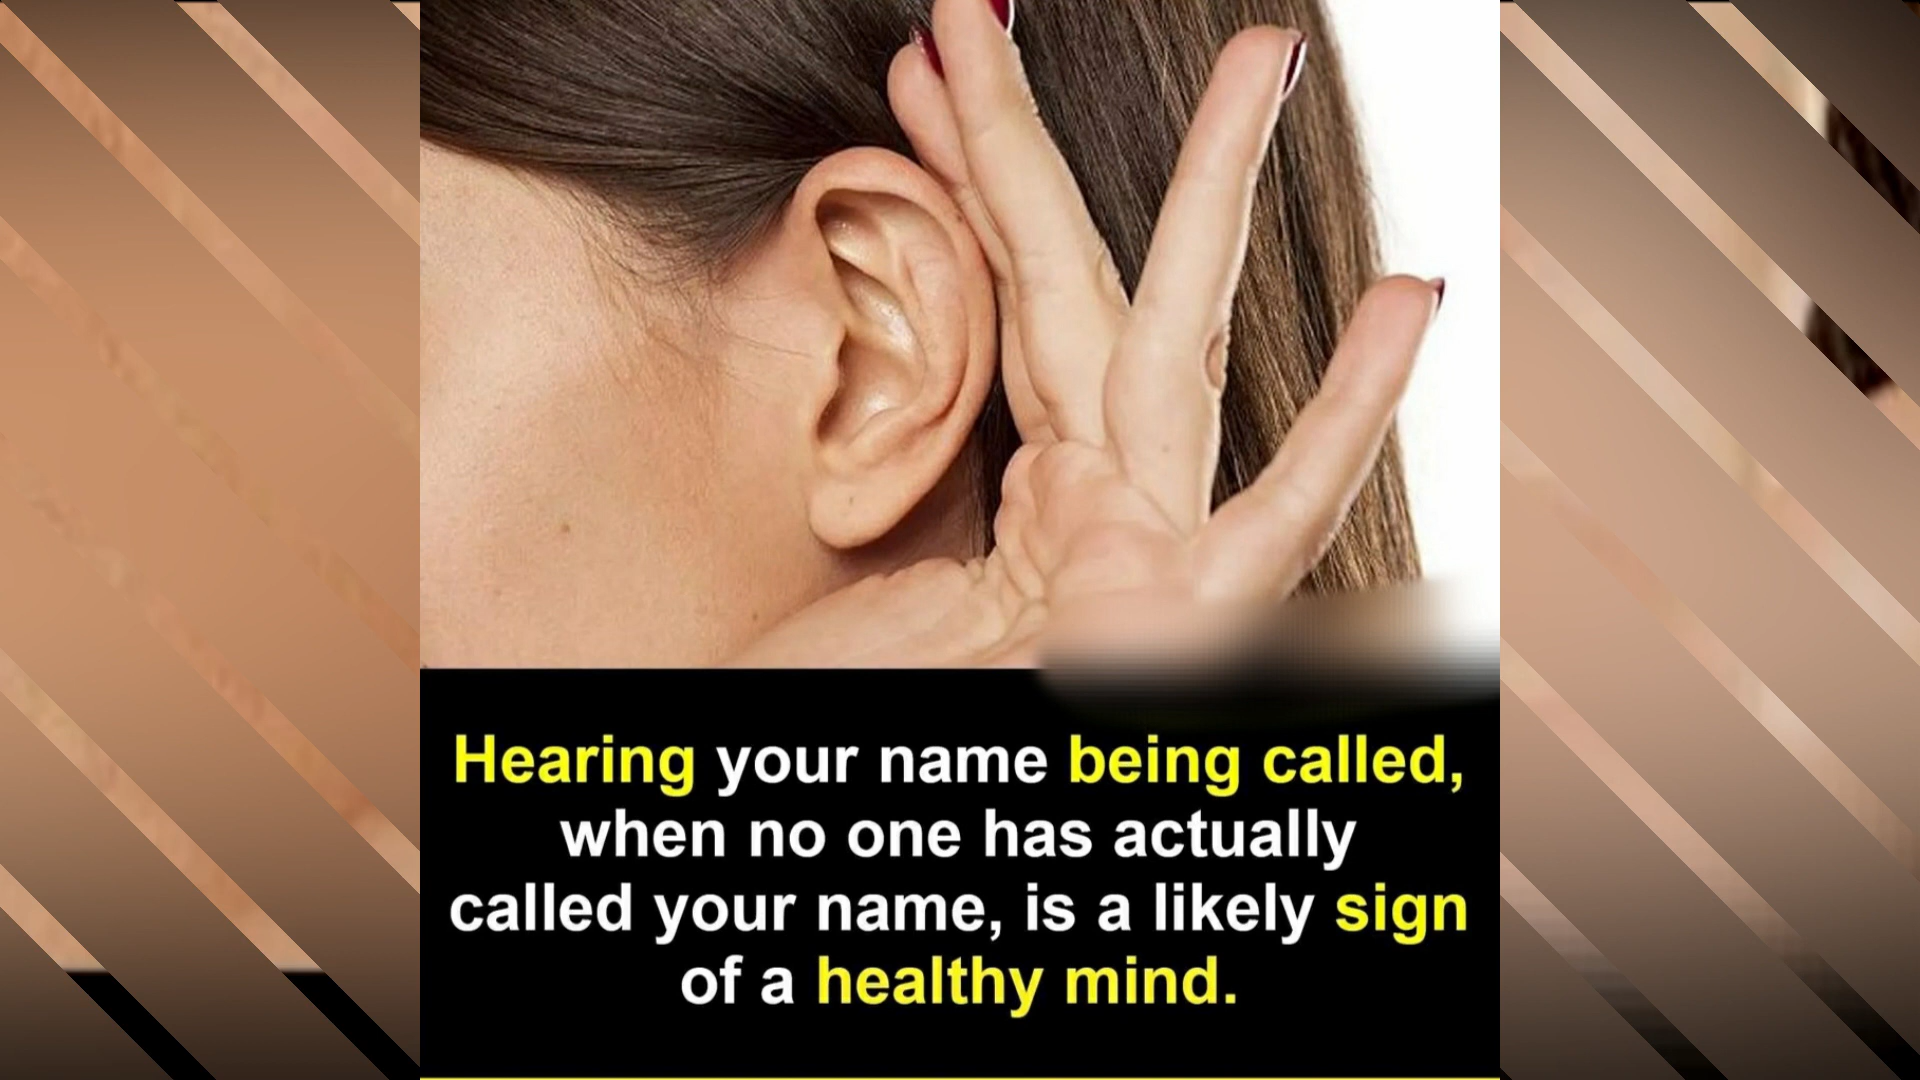 Hearing your name being called,
when no one has actually
called your name, is a likely sign
of a healthy mind.